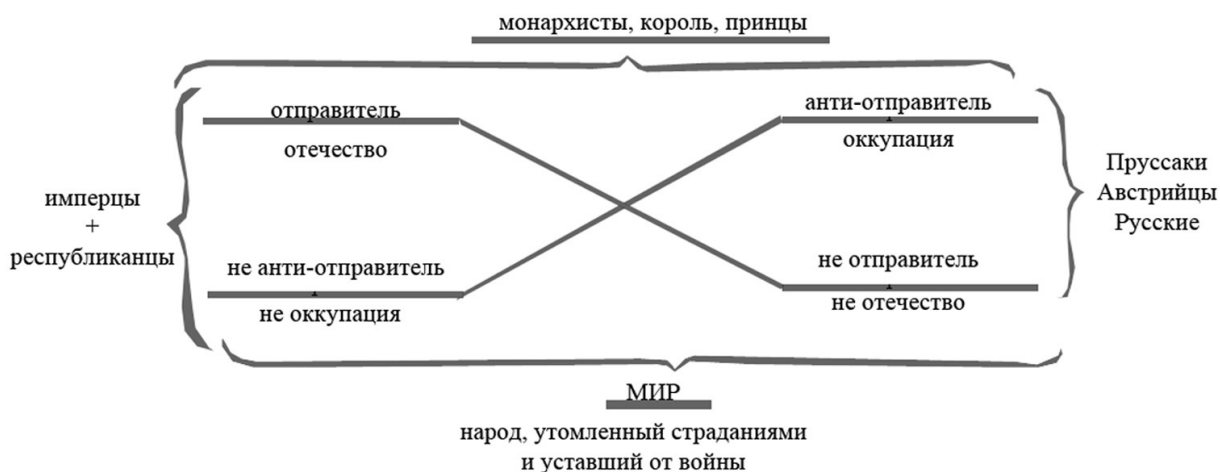 монархисты, король, принцы
отправитель
анти-отправитель
отечество
оккупация
имперцы
+
республиканцы
Пруссаки
Австрийцы
Русские
не анти-отправитель
не отправитель
не оккупация
не отечество
МИР
народ, утомленный страданиями
и уставший от войны